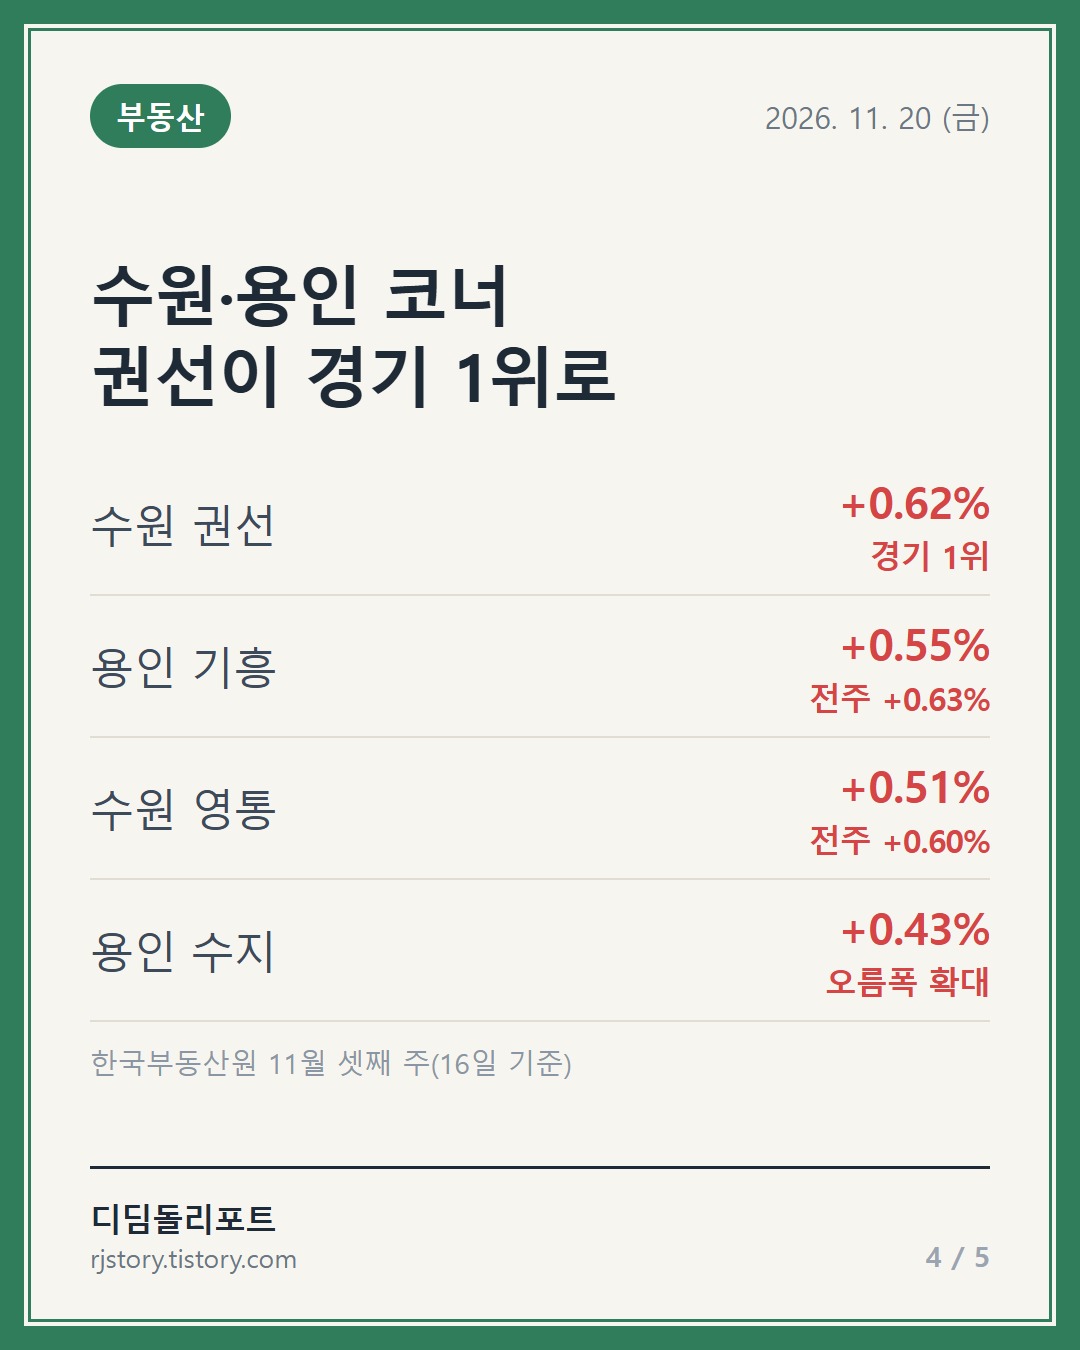 부동산
2026. 11. 20 (금)
수원·용인 코너
권선이 경기 1위로
수원 권선
+0.62%
경기 1위
용인 기흥
+0.55%
전주 +0.63%
수원 영통
+0.51%
전주 +0.60%
용인 수지
+0.43%
오름폭 확대
한국부동산원 11월 셋째 주(16일 기준)
디딤돌리포트
rjstory.tistory.com
4 / 5